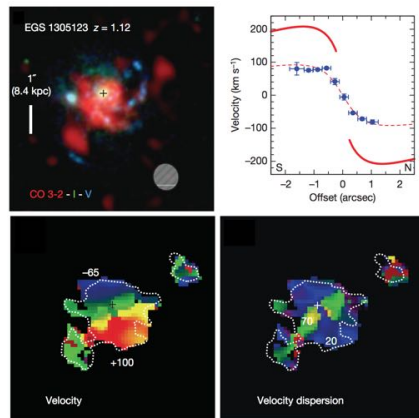 EGS 1305123 z = 1.12
1″
(8.4 kpc)
CO 3-2 - I - V
Velocity (km s⁻¹)
200
100
0
-100
-200
S
N
-2
-1
0
1
2
Offset (arcsec)
−65
+100
Velocity
70
20
Velocity dispersion